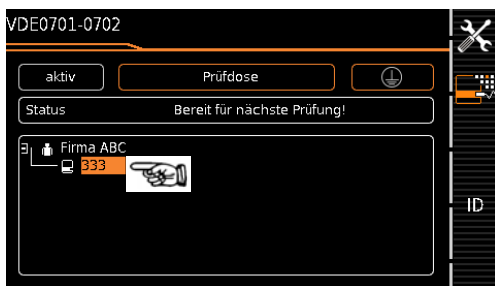 VDE0701-0702
aktiv Prüfdose
Status Bereit für nächste Prüfung!
Firma ABC
333
ID